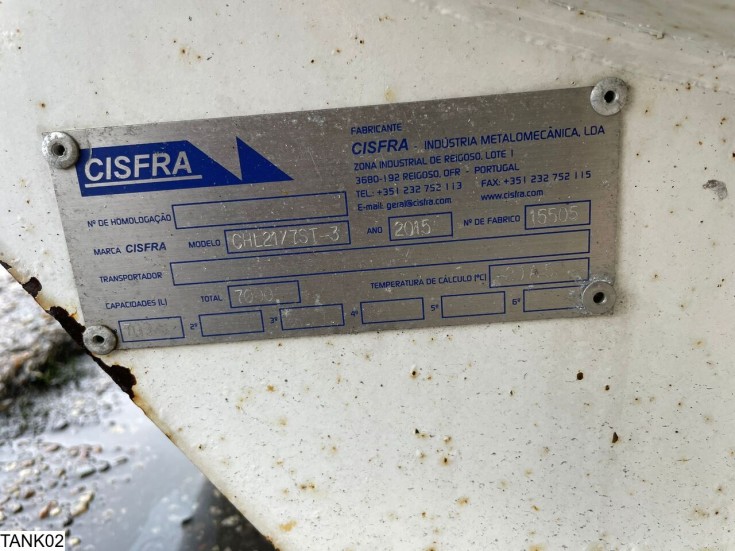 CISFRA
FABRICANTE
CISFRA - INDÚSTRIA METALOMECÂNICA, LDA
ZONA INDUSTRIAL DE REIGOSO, LOTE 1
3680-192 REIGOSO, OFR - PORTUGAL
TEL: +351 232 752 113 FAX: +351 232 752 115
E-mail: geral@cisfra.com www.cisfra.com
Nº DE HOMOLOGAÇÃO
MARCA CISFRA MODELO CHL217/TST-3 ANO 2015 Nº DE FABRICO 15505
TRANSPORTADOR
CAPACIDADES (L) TOTAL TEMPERATURA DE CÁLCULO (ºC)
2º 3º 4º 5º 6º
TANK02